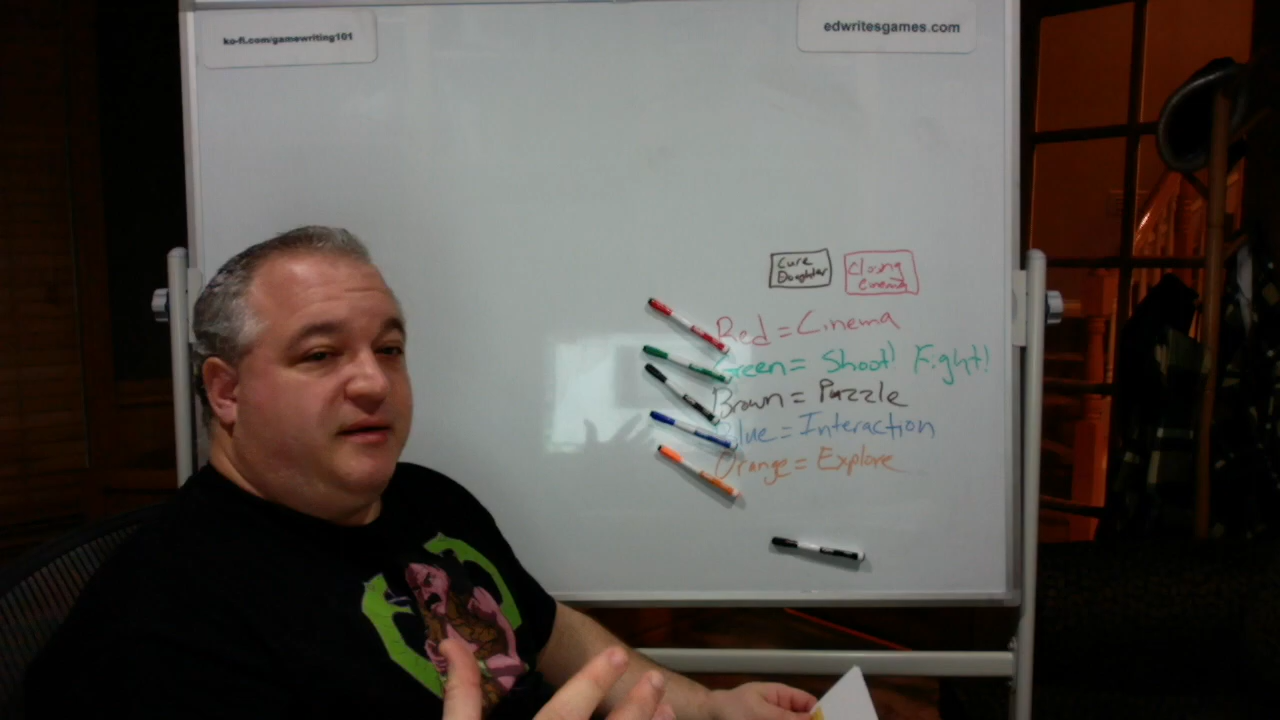 ko-fi.com/gamewriting101
edwritesgames.com
Cure
Daughter
Closing
Cinema
Red = Cinema
Green = Shoot! Fight!
Brown = Puzzle
Blue = Interaction
Orange = Explore